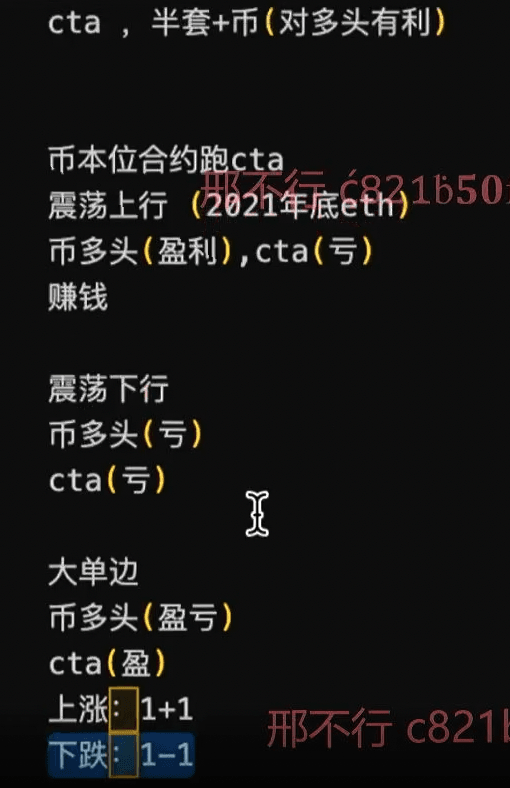 cta , 半套+币(对多头有利)
币本位合约跑cta
邢不行 c821b50
震荡上行 (2021年底eth)
币多头(盈利),cta(亏)
赚钱
震荡下行
币多头(亏)
cta(亏)
大单边
币多头(盈亏)
cta(盈)
上涨：1+1
邢不行 c821b
下跌：1-1